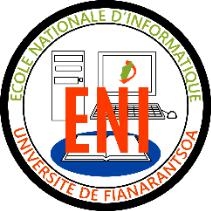 ECOLE NATIONALE D'INFORMATIQUE
ENI
UNIVERSITE DE FIANARANTSOA